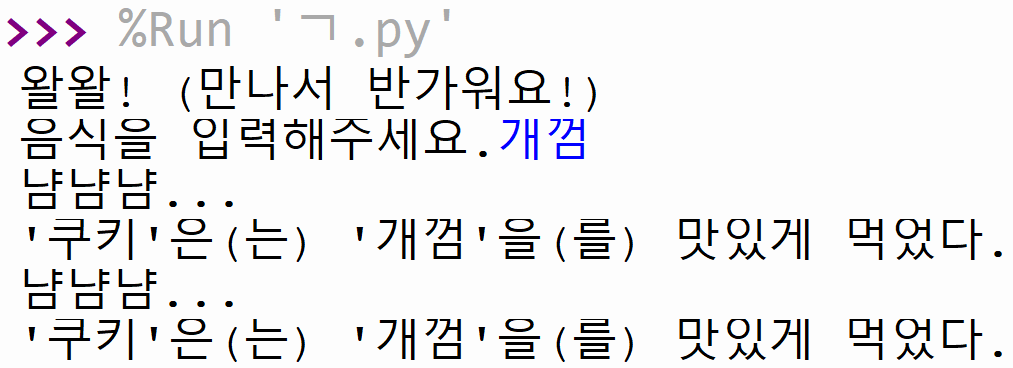 >>> %Run 'ㄱ.py'
왈왈! (만나서 반가워요!)
음식을 입력해주세요.개껌
냠냠냠...
'쿠키'은(는) '개껌'을(를) 맛있게 먹었다.
냠냠냠...
'쿠키'은(는) '개껌'을(를) 맛있게 먹었다.